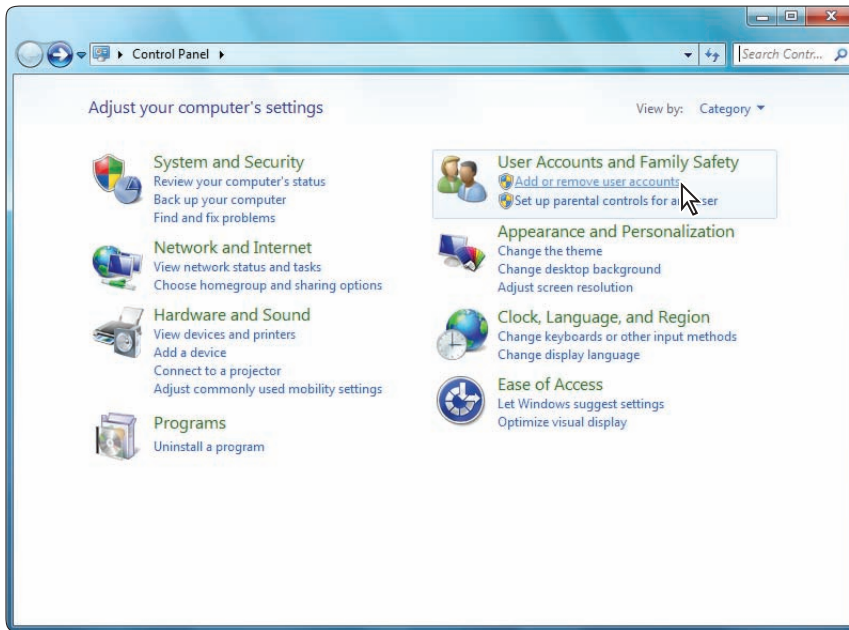 Control Panel
Search Contr...
Adjust your computer's settings
View by: Category
System and Security
Review your computer's status
Back up your computer
Find and fix problems
Network and Internet
View network status and tasks
Choose homegroup and sharing options
Hardware and Sound
View devices and printers
Add a device
Connect to a projector
Adjust commonly used mobility settings
Programs
Uninstall a program
User Accounts and Family Safety
Add or remove user accounts
Set up parental controls for any user
Appearance and Personalization
Change the theme
Change desktop background
Adjust screen resolution
Clock, Language, and Region
Change keyboards or other input methods
Change display language
Ease of Access
Let Windows suggest settings
Optimize visual display